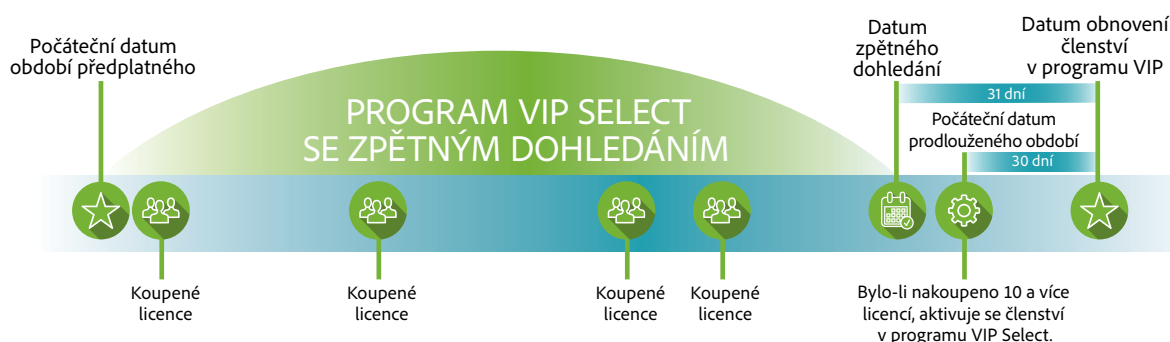 Počáteční datum
období předplatného
PROGRAM VIP SELECT
SE ZPĚTNÝM DOHLEDÁNÍM
Datum
zpětného
dohledání
Datum obnovení
členství
v programu VIP
31 dní
Počáteční datum
prodlouženého období
30 dní
Koupené
licence
Koupené
licence
Koupené
licence
Koupené
licence
Bylo-li nakoupeno 10 a více
licencí, aktivuje se členství
v programu VIP Select.